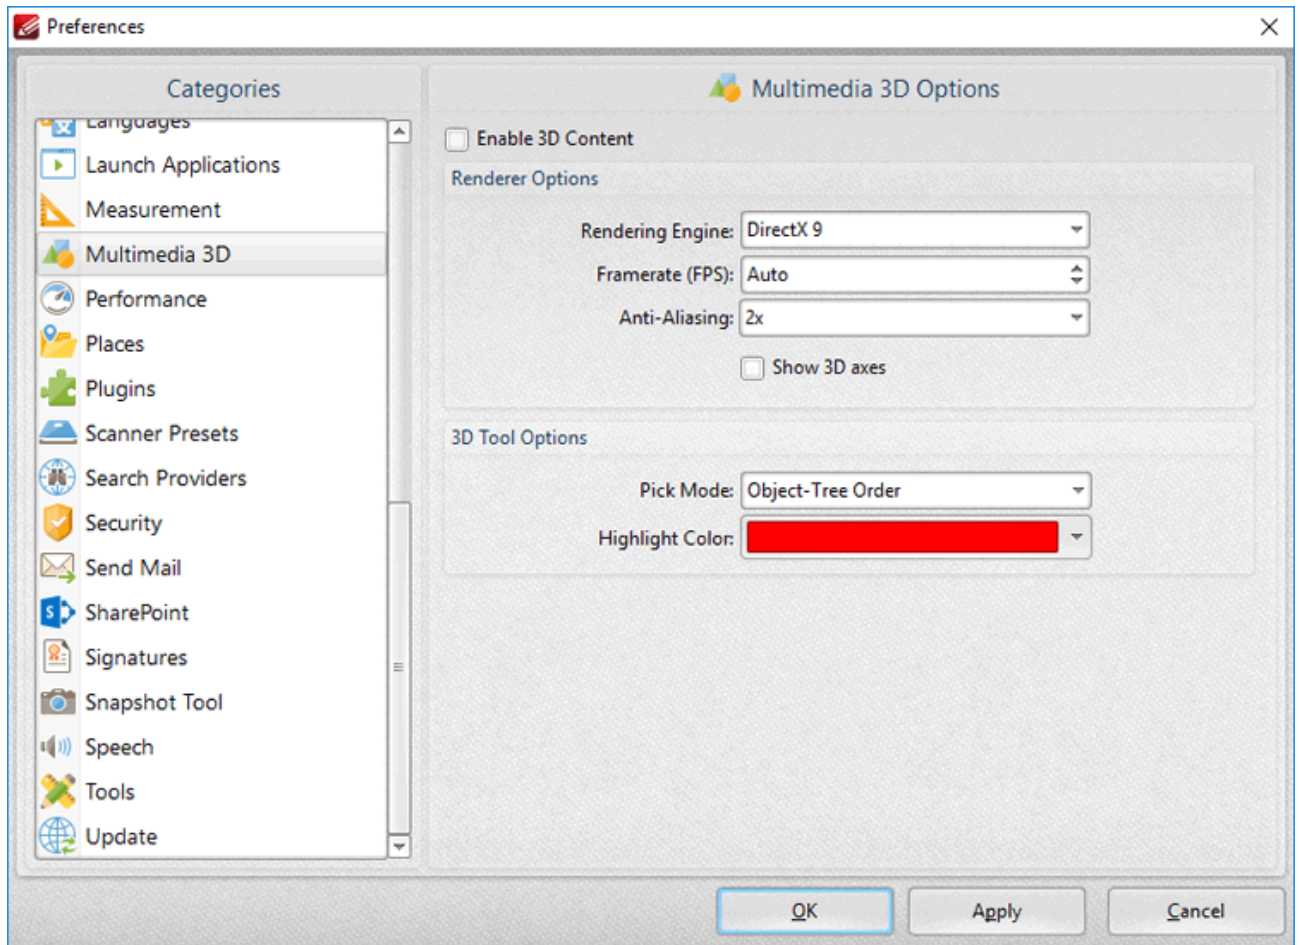 Preferences
Categories
Languages
Launch Applications
Measurement
Multimedia 3D
Performance
Places
Plugins
Scanner Presets
Search Providers
Security
Send Mail
SharePoint
Signatures
Snapshot Tool
Speech
Tools
Update
Multimedia 3D Options
Enable 3D Content
Renderer Options
Rendering Engine: DirectX 9
Framerate (FPS): Auto
Anti-Aliasing: 2x
Show 3D axes
3D Tool Options
Pick Mode: Object-Tree Order
Highlight Color:
OK Apply Cancel